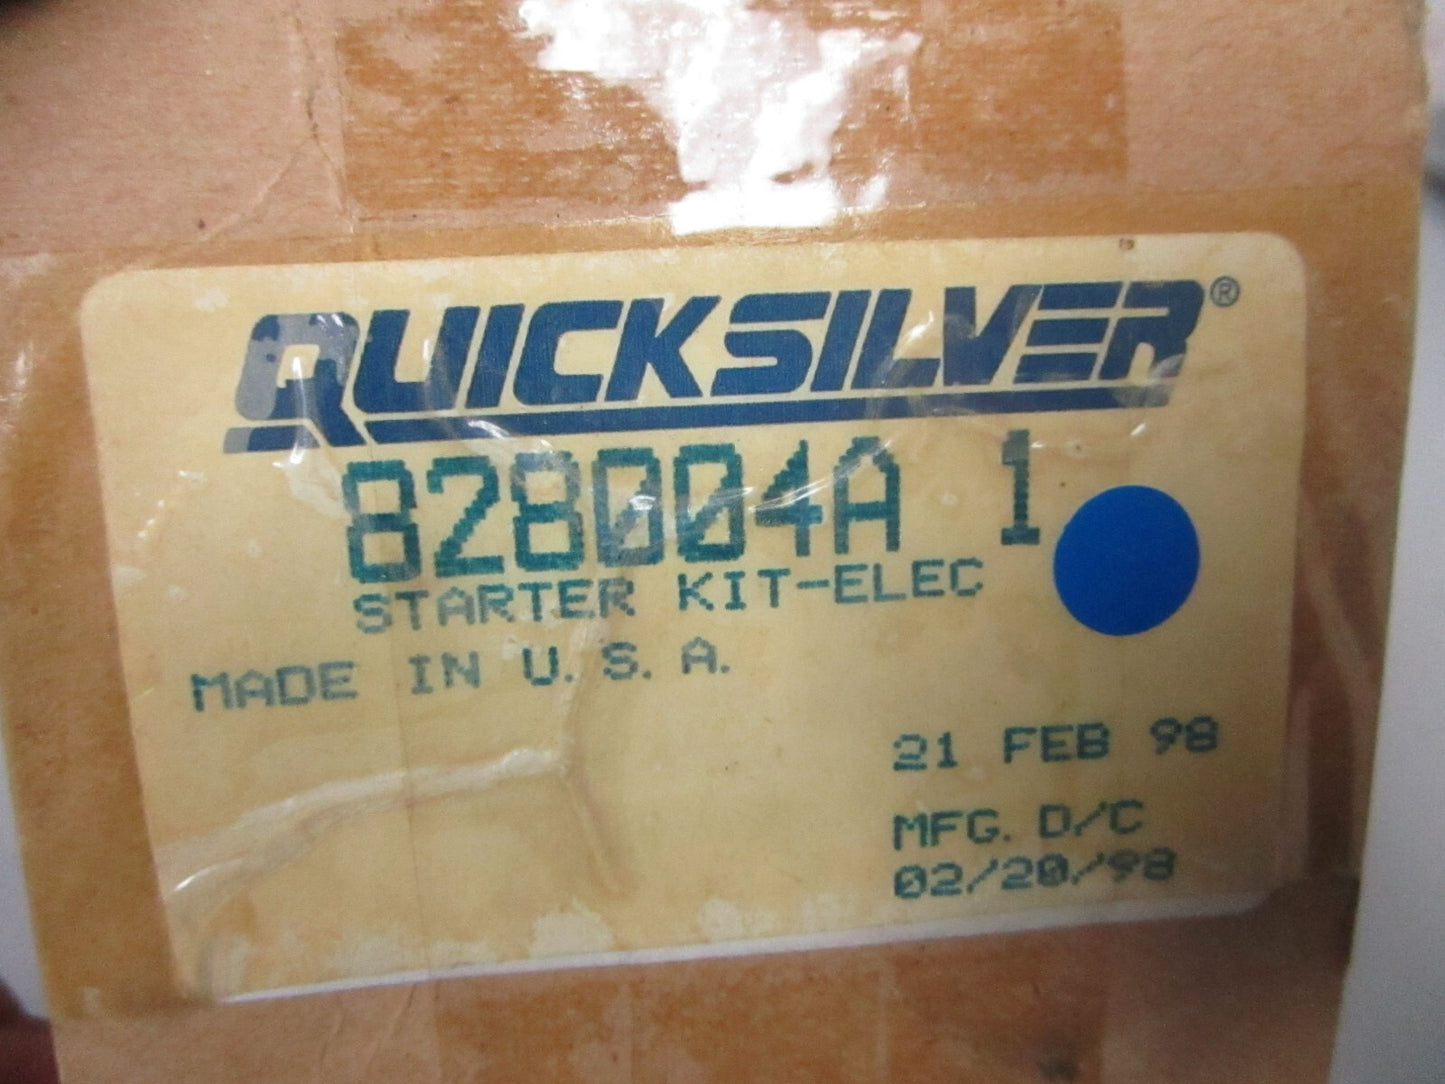 QUICKSILVER®
828004A 1
STARTER KIT-ELEC
MADE IN U.S.A.
21 FEB 98
MFG. D/C
02/20/98